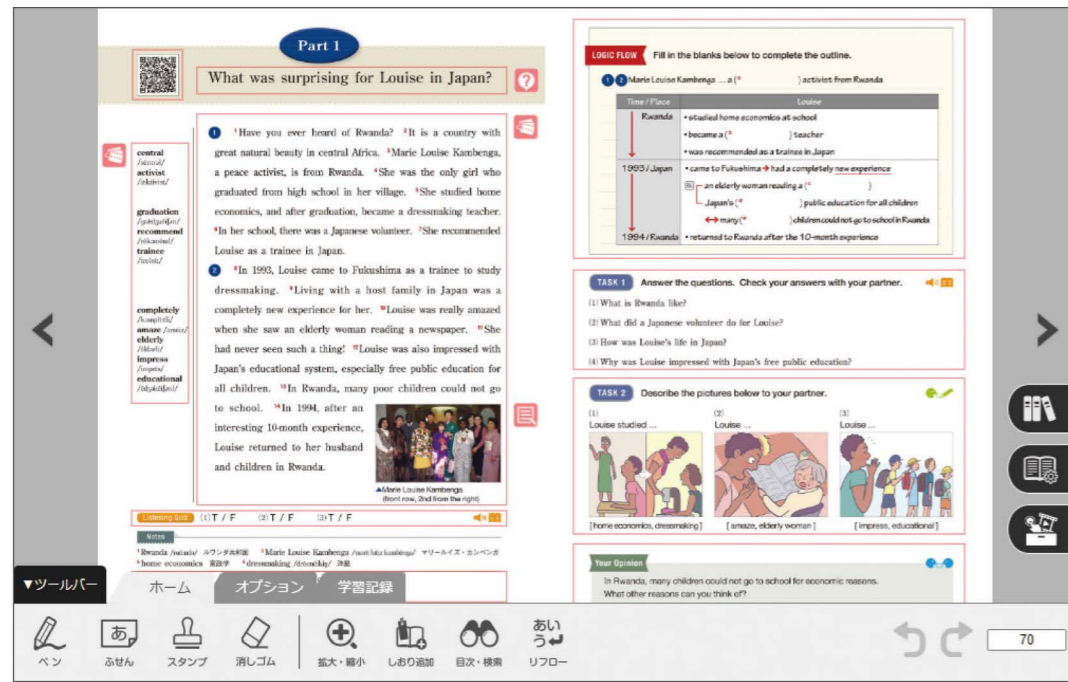 Part 1
What was surprising for Louise in Japan?
central
activist
graduation
recommend
trainee
completely
amaze
elderly
impress
educational
1 1Have you ever heard of Rwanda? 2It is a country with
great natural beauty in central Africa. 3Marie Louise Kambenga,
a peace activist, is from Rwanda. 4She was the only girl who
graduated from high school in her village. 5She studied home
economics, and after graduation, became a dressmaking teacher.
6In her school, there was a Japanese volunteer. 7She recommended
Louise as a trainee in Japan.
2 8In 1993, Louise came to Fukushima as a trainee to study
dressmaking. 9Living with a host family in Japan was a
completely new experience for her. 10Louise was really amazed
when she saw an elderly woman reading a newspaper. 11She
had never seen such a thing! 12Louise was also impressed with
Japan's educational system, especially free public education for
all children. 13In Rwanda, many poor children could not go
to school. 14In 1994, after an
interesting 10-month experience,
Louise returned to her husband
and children in Rwanda.
▲Marie Louise Kambenga
(front row, 2nd from the right)
Listening Quiz (1) T / F (2) T / F (3) T / F
Notes
Rwanda ルワンダ共和国 Marie Louise Kambenga マリールイズ・カンベンガ
home economics 家政学 dressmaking 洋裁
LOGIC FLOW Fill in the blanks below to complete the outline.
1 2 Marie Louise Kambenga ... a ( ) activist from Rwanda
Time / Place Louise
Rwanda •studied home economics at school
•became a ( ) teacher
•was recommended as a trainee in Japan
1993 / Japan •came to Fukushima → had a completely new experience
an elderly woman reading a ( )
Japan's ( ) public education for all children
↔ many ( ) children could not go to school in Rwanda
1994 / Rwanda •returned to Rwanda after the 10-month experience
TASK 1 Answer the questions. Check your answers with your partner.
(1) What is Rwanda like?
(2) What did a Japanese volunteer do for Louise?
(3) How was Louise's life in Japan?
(4) Why was Louise impressed with Japan's free public education?
TASK 2 Describe the pictures below to your partner.
(1) (2) (3)
Louise studied ... Louise ... Louise ...
[home economics, dressmaking] [amaze, elderly woman] [impress, educational]
Your Opinion
In Rwanda, many children could not go to school for economic reasons.
What other reasons can you think of?
▼ツールバー ホーム オプション 学習記録
ペン ふせん スタンプ 消しゴム 拡大・縮小 しおり追加 目次・検索 リフロー
70